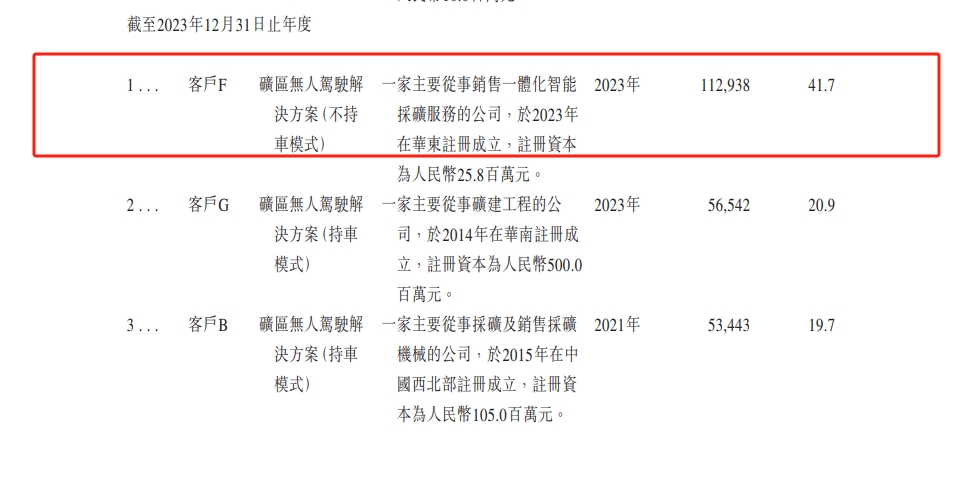 截至2023年12月31日止年度
1 . . . 客戶F 礦區無人駕駛解 一家主要從事銷售一體化智能 2023年 112,938 41.7
決方案(不持 採礦服務的公司，於2023年
車模式) 在華東註冊成立，註冊資本
為人民幣25.8百萬元。
2 . . . 客戶G 礦區無人駕駛解 一家主要從事礦建工程的公 2023年 56,542 20.9
決方案(持車 司，於2014年在華南註冊成
模式) 立，註冊資本為人民幣500.0
百萬元。
3 . . . 客戶B 礦區無人駕駛解 一家主要從事採礦及銷售採礦 2021年 53,443 19.7
決方案(持車 機械的公司，於2015年在中
模式) 國西北部註冊成立，註冊資
本為人民幣105.0百萬元。